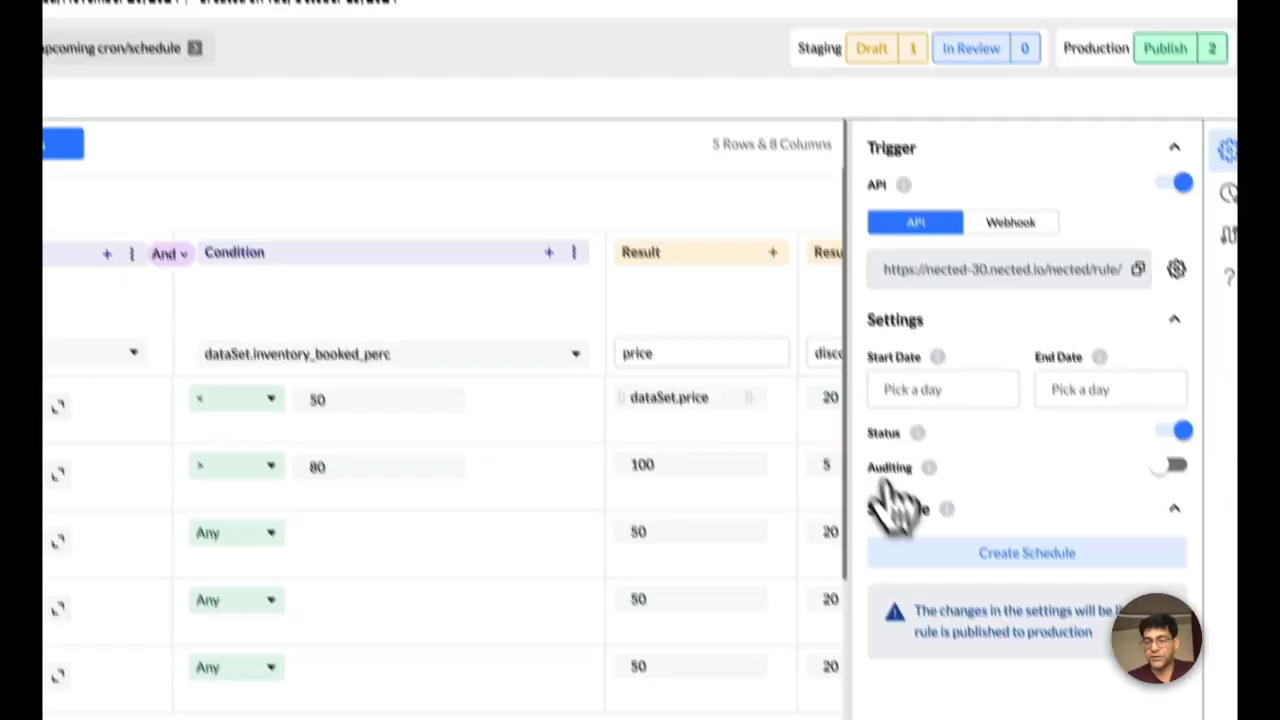 upcoming cron/schedule
Staging Draft 1 In Review 0 Production Publish 2
5 Rows & 8 Columns
And Condition Result Resu
dataSet.inventory_booked_perc price disco
< 50 dataSet.price 20
> 80 100 5
Any 50 20
Any 50 20
Any 50 20
Trigger
API
API Webhook
https://nected-30.nected.io/nected/rule/
Settings
Start Date End Date
Pick a day Pick a day
Status
Auditing
Create Schedule
The changes in the settings will be
rule is published to production